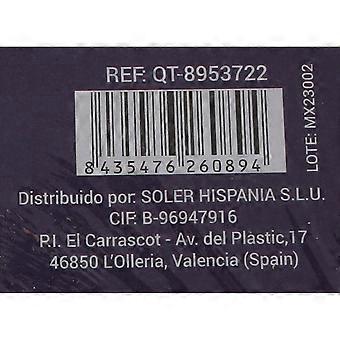 REF: QT-8953722
8 435476 260894
LOTE: MX23002
Distribuido por: SOLER HISPANIA S.L.U.
CIF: B-96947916
P.I. El Carrascot - Av. del Plàstic,17
46850 L'Olleria, Valencia (Spain)